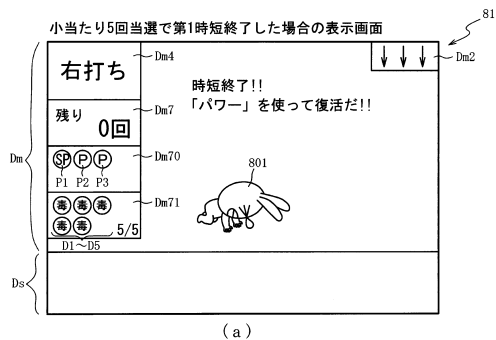 小当たり5回当選で第1時短終了した場合の表示画面
81
右打ち
Dm4
↓ ↓ ↓
Dm2
時短終了!!
「パワー」を使って復活だ!!
残り
0回
Dm7
Dm
SP P P
Dm70
P1 P2 P3
801
毒 毒 毒
Dm71
毒 毒
5/5
D1～D5
Ds
(a)